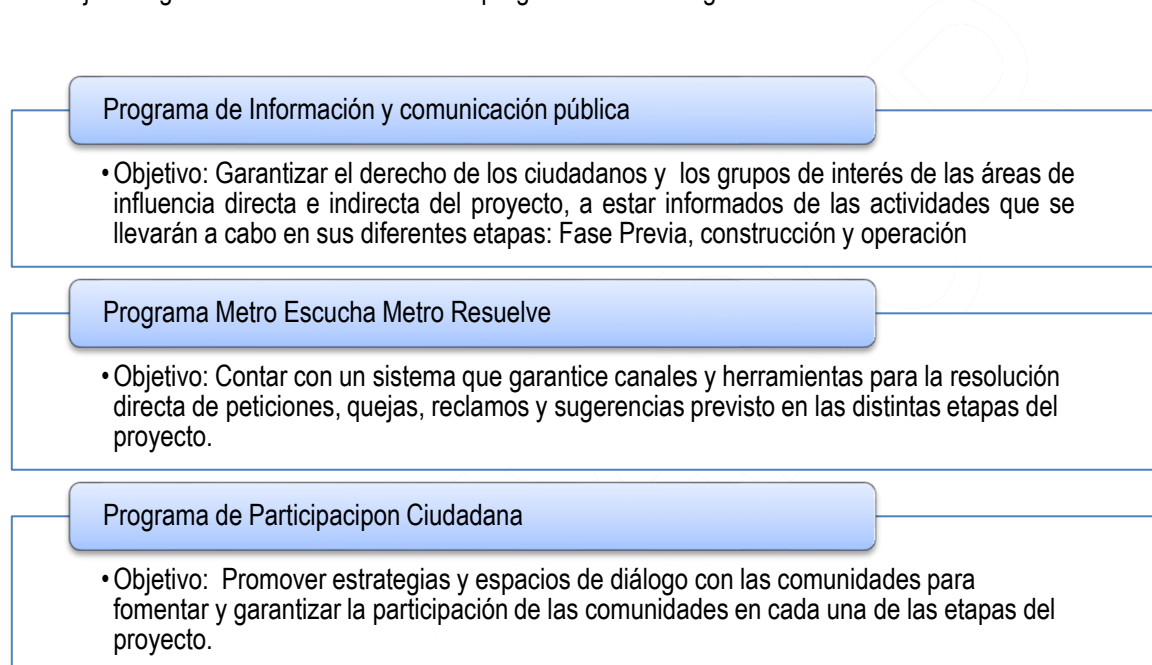 Programa de Información y comunicación pública
• Objetivo: Garantizar el derecho de los ciudadanos y los grupos de interés de las áreas de
influencia directa e indirecta del proyecto, a estar informados de las actividades que se
llevarán a cabo en sus diferentes etapas: Fase Previa, construcción y operación
Programa Metro Escucha Metro Resuelve
• Objetivo: Contar con un sistema que garantice canales y herramientas para la resolución
directa de peticiones, quejas, reclamos y sugerencias previsto en las distintas etapas del
proyecto.
Programa de Participacipon Ciudadana
• Objetivo: Promover estrategias y espacios de diálogo con las comunidades para
fomentar y garantizar la participación de las comunidades en cada una de las etapas del
proyecto.